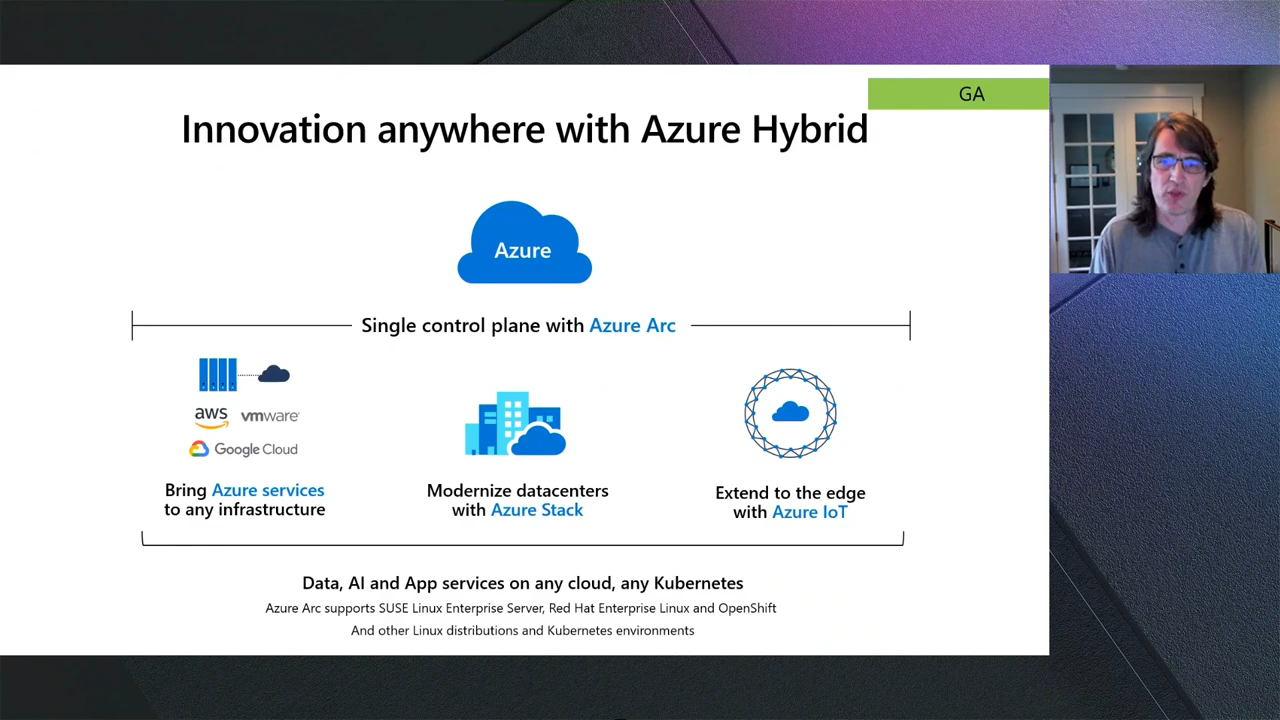 GA
Innovation anywhere with Azure Hybrid
Azure
Single control plane with Azure Arc
aws vmware
Google Cloud
Bring Azure services
to any infrastructure
Modernize datacenters
with Azure Stack
Extend to the edge
with Azure IoT
Data, AI and App services on any cloud, any Kubernetes
Azure Arc supports SUSE Linux Enterprise Server, Red Hat Enterprise Linux and OpenShift
And other Linux distributions and Kubernetes environments